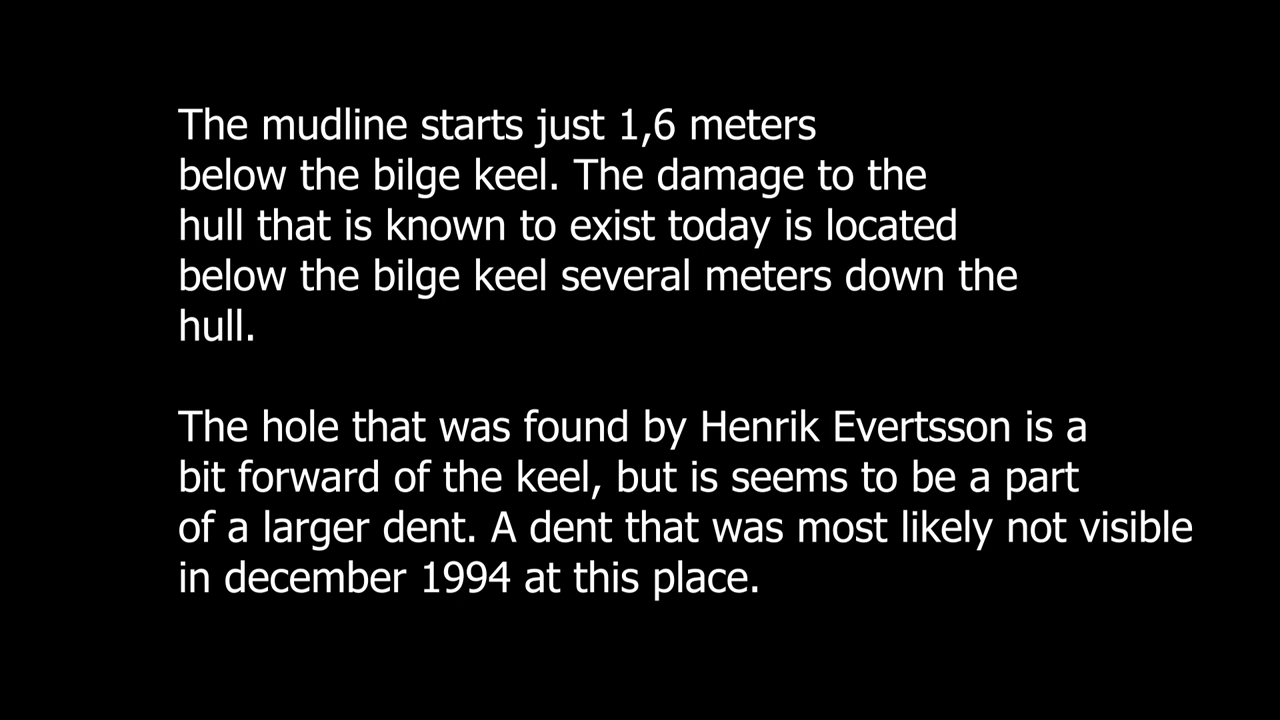 The mudline starts just 1,6 meters
below the bilge keel. The damage to the
hull that is known to exist today is located
below the bilge keel several meters down the
hull.
The hole that was found by Henrik Evertsson is a
bit forward of the keel, but is seems to be a part
of a larger dent. A dent that was most likely not visible
in december 1994 at this place.